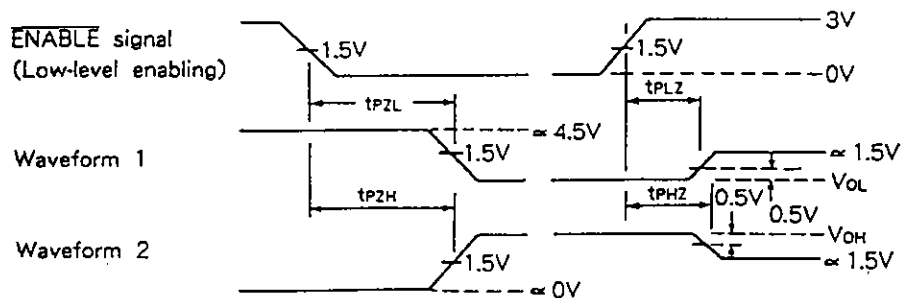 ENABLE signal
(Low-level enabling)
1.5V
1.5V
3V
0V
tPZL
tPLZ
≃ 4.5V
Waveform 1
1.5V
≃ 1.5V
VOL
tPZH
tPHZ
0.5V
0.5V
Waveform 2
1.5V
VOH
≃ 1.5V
≃ 0V